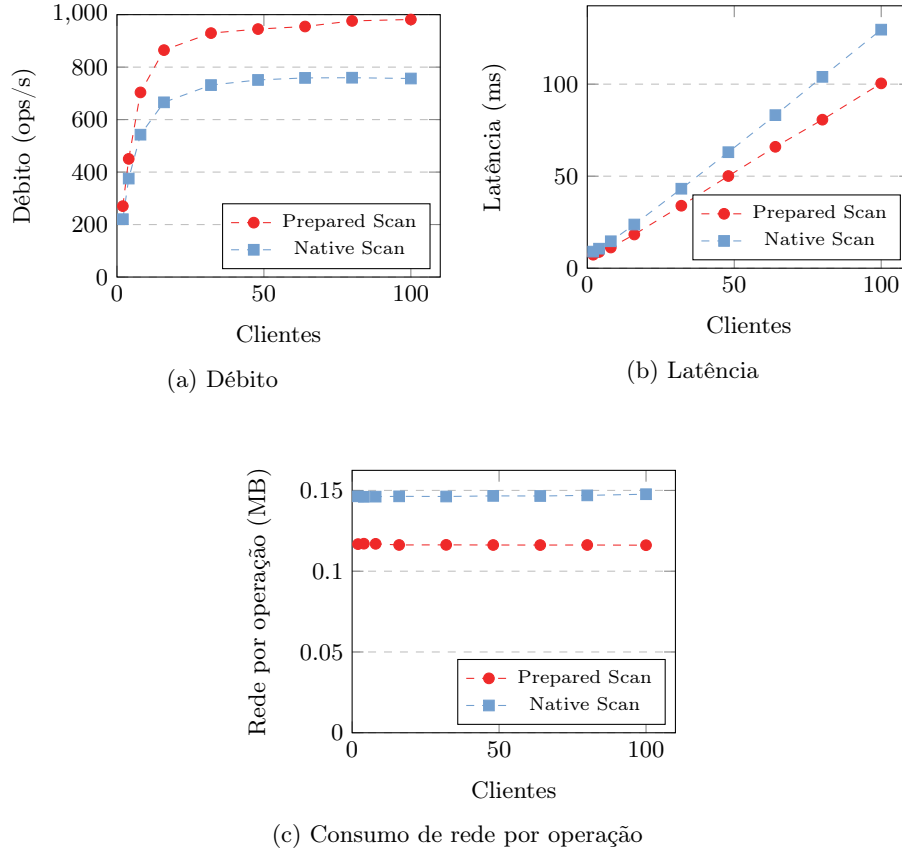 1,000
800
600
400
200
0
Débito (ops/s)
Prepared Scan
Native Scan
0
50
100
Clientes
(a) Débito
100
50
0
Latência (ms)
Prepared Scan
Native Scan
0
50
100
Clientes
(b) Latência
0.15
0.1
0.05
0
Rede por operação (MB)
Prepared Scan
Native Scan
0
50
100
Clientes
(c) Consumo de rede por operação